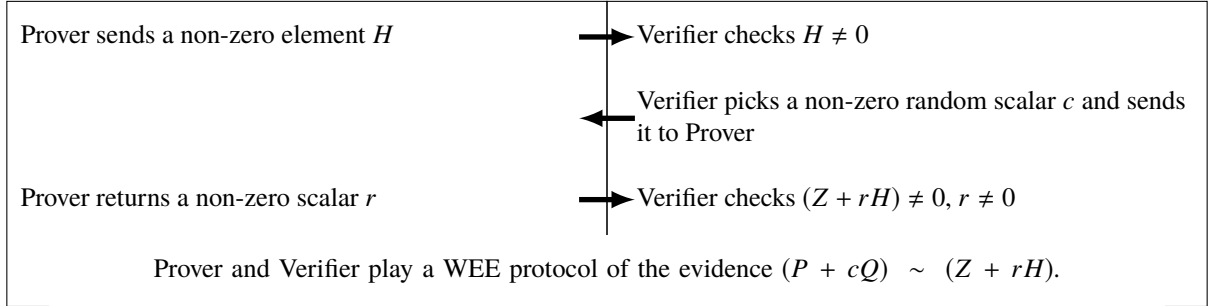 Prover sends a non-zero element H
Verifier checks H ≠ 0
Verifier picks a non-zero random scalar c and sends
it to Prover
Prover returns a non-zero scalar r
Verifier checks (Z + rH) ≠ 0, r ≠ 0
Prover and Verifier play a WEE protocol of the evidence (P + cQ) ∼ (Z + rH).